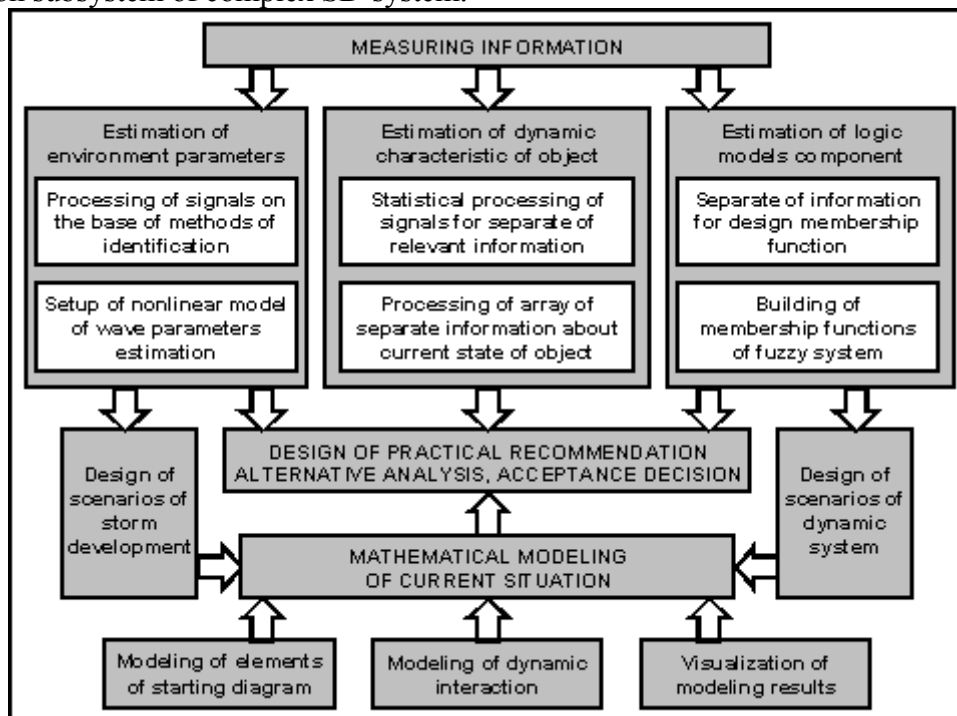 on subsystem of complex SD-system.
MEASURING INFORMATION
Estimation of
environment parameters
Processing of signals on
the base of methods of
identification
Setup of nonlinear model
of wave parameters
estimation
Estimation of dynamic
characteristic of object
Statistical processing of
signals for separate of
relevant information
Processing of array of
separate information about
current state of object
Estimation of logic
models component
Separate of information
for design membership
function
Building of
membership functions
of fuzzy system
Design of
scenarios of
storm
development
DESIGN OF PRACTICAL RECOMMENDATION
ALTERNATIVE ANALYSIS, ACCEPTANCE DECISION
Design of
scenarios of
dynamic
system
MATHEMATICAL MODELING
OF CURRENT SITUATION
Modeling of elements
of starting diagram
Modeling of dynamic
interaction
Visualization of
modeling results